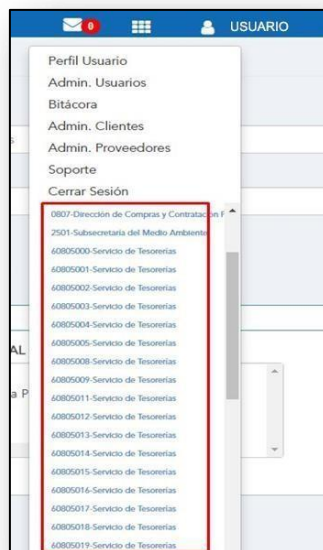 0
USUARIO
Perfil Usuario
Admin. Usuarios
Bitácora
Admin. Clientes
Admin. Proveedores
Soporte
Cerrar Sesión
0807-Dirección de Compras y Contratación P
2501-Subsecretaría del Medio Ambiente
60805000-Servicio de Tesorerías
60805001-Servicio de Tesorerías
60805002-Servicio de Tesorerías
60805003-Servicio de Tesorerías
60805004-Servicio de Tesorerías
60805005-Servicio de Tesorerías
60805008-Servicio de Tesorerías
60805009-Servicio de Tesorerías
AL
a P
60805011-Servicio de Tesorerías
60805012-Servicio de Tesorerías
60805013-Servicio de Tesorerías
60805014-Servicio de Tesorerías
60805015-Servicio de Tesorerías
60805016-Servicio de Tesorerías
60805017-Servicio de Tesorerías
60805018-Servicio de Tesorerías
60805019-Servicio de Tesorerías